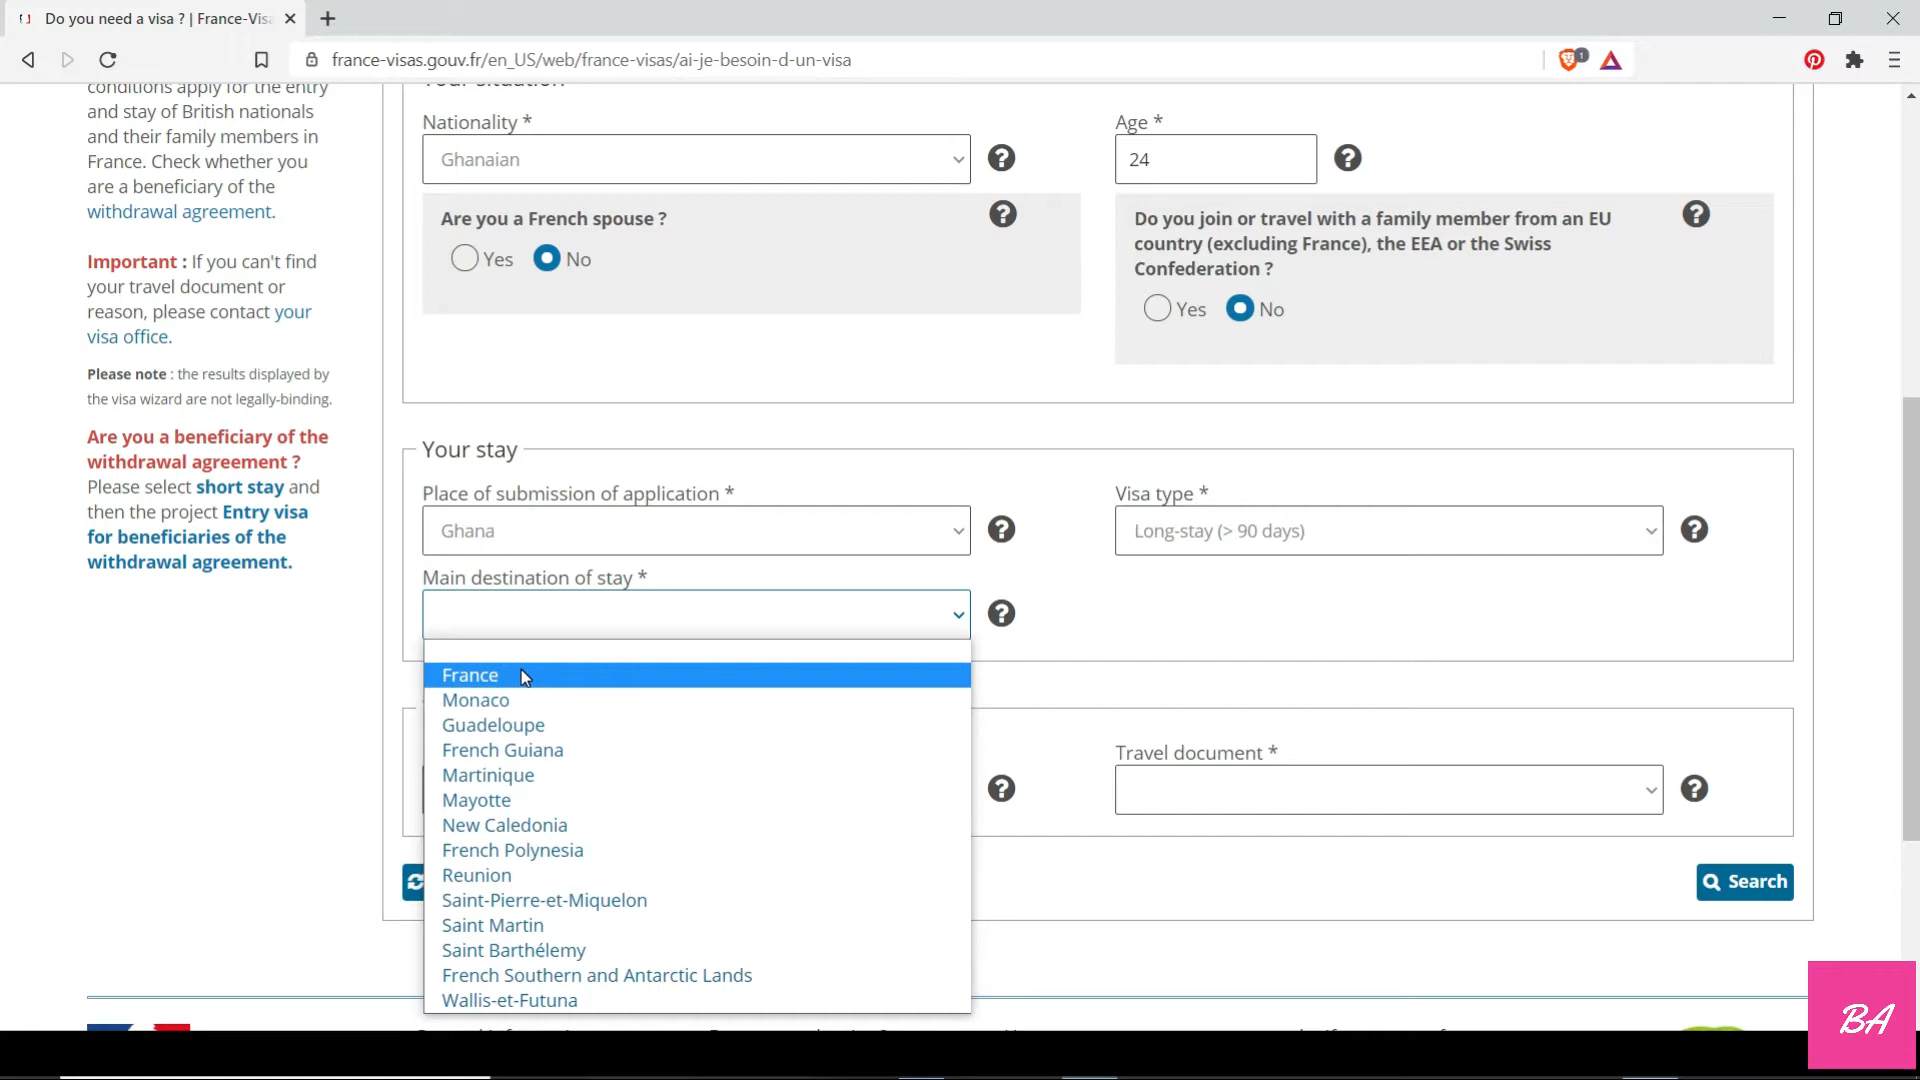 Do you need a visa ? | France-Visa
france-visas.gouv.fr/en_US/web/france-visas/ai-je-besoin-d-un-visa
1
conditions apply for the entry
and stay of British nationals
and their family members in
France. Check whether you
are a beneficiary of the
withdrawal agreement.
Important : If you can't find
your travel document or
reason, please contact your
visa office.
Please note : the results displayed by
the visa wizard are not legally-binding.
Are you a beneficiary of the
withdrawal agreement ?
Please select short stay and
then the project Entry visa
for beneficiaries of the
withdrawal agreement.
Your situation
Nationality *
Ghanaian
Age *
24
Are you a French spouse ?
Yes No
Do you join or travel with a family member from an EU
country (excluding France), the EEA or the Swiss
Confederation ?
Yes No
Your stay
Place of submission of application *
Ghana
Visa type *
Long-stay (> 90 days)
Main destination of stay *
France
Monaco
Guadeloupe
French Guiana
Martinique
Mayotte
New Caledonia
French Polynesia
Reunion
Saint-Pierre-et-Miquelon
Saint Martin
Saint Barthélemy
French Southern and Antarctic Lands
Wallis-et-Futuna
Travel document *
Search
BA